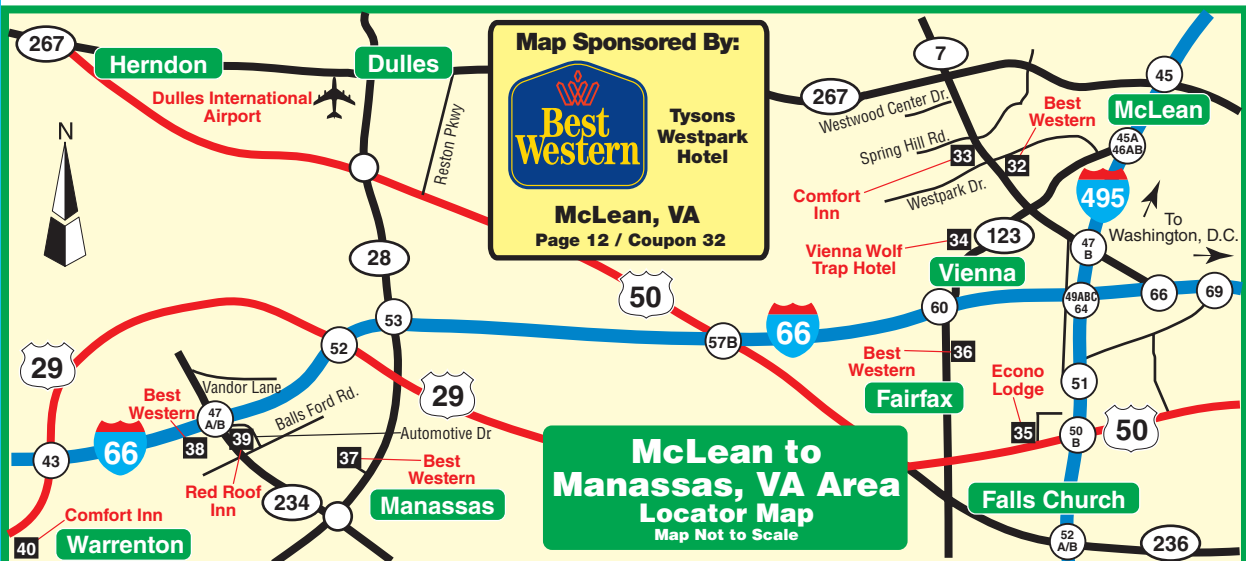 267
Herndon
Dulles
Dulles International
Airport
N
Reston Pkwy
28
Map Sponsored By:
Best
Western
Tysons
Westpark
Hotel
McLean, VA
Page 12 / Coupon 32
7
267
45
McLean
Westwood Center Dr.
Best
Western
Spring Hill Rd.
33
32
45A
46AB
Comfort
Inn
Westpark Dr.
495
To
Washington, D.C.
Vienna Wolf
Trap Hotel
34
123
47
B
Vienna
50
53
52
57B
66
60
49ABC
64
66
69
29
29
Vandor Lane
Best
Western
47
A/B
Balls Ford Rd.
Automotive Dr
38
39
43
66
Red Roof
Inn
234
37
Best
Western
Manassas
Comfort Inn
40
Warrenton
Best
Western
36
Fairfax
Econo
Lodge
51
35
50
B
50
McLean to
Manassas, VA Area
Locator Map
Map Not to Scale
Falls Church
52
A/B
236